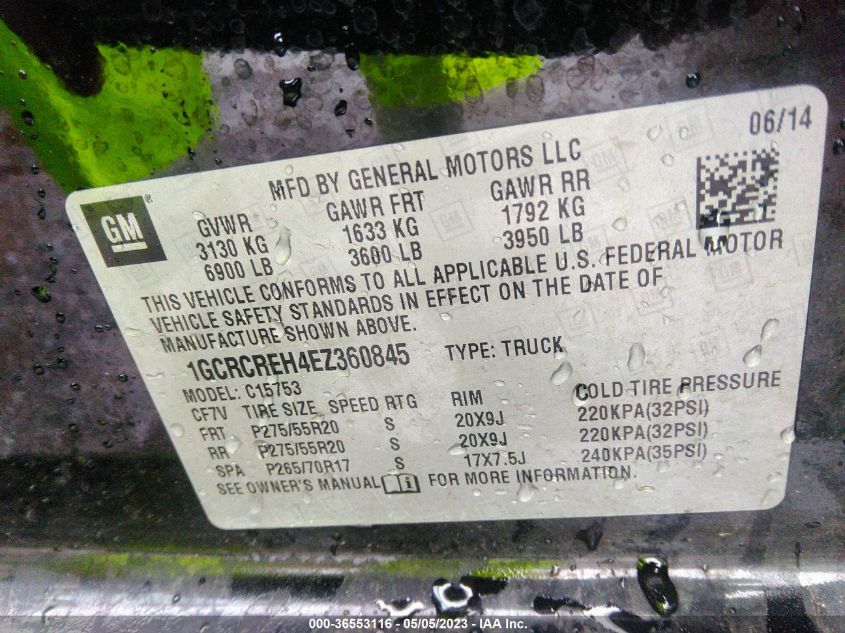 06/14
MFD BY GENERAL MOTORS LLC
GM
GVWR GAWR FRT GAWR RR
3130 KG 1633 KG 1792 KG
6900 LB 3600 LB 3950 LB
THIS VEHICLE CONFORMS TO ALL APPLICABLE U.S. FEDERAL MOTOR
VEHICLE SAFETY STANDARDS IN EFFECT ON THE DATE OF
MANUFACTURE SHOWN ABOVE.
1GCRCREH4EZ360845 TYPE: TRUCK
MODEL: C15753
CF7V TIRE SIZE SPEED RTG RIM COLD TIRE PRESSURE
FRT P275/55R20 S 20X9J 220KPA(32PSI)
RR P275/55R20 S 20X9J 220KPA(32PSI)
SPA P265/70R17 S 17X7.5J 240KPA(35PSI)
SEE OWNER'S MANUAL FOR MORE INFORMATION.
000-36553116 - 05/05/2023 - IAA Inc.